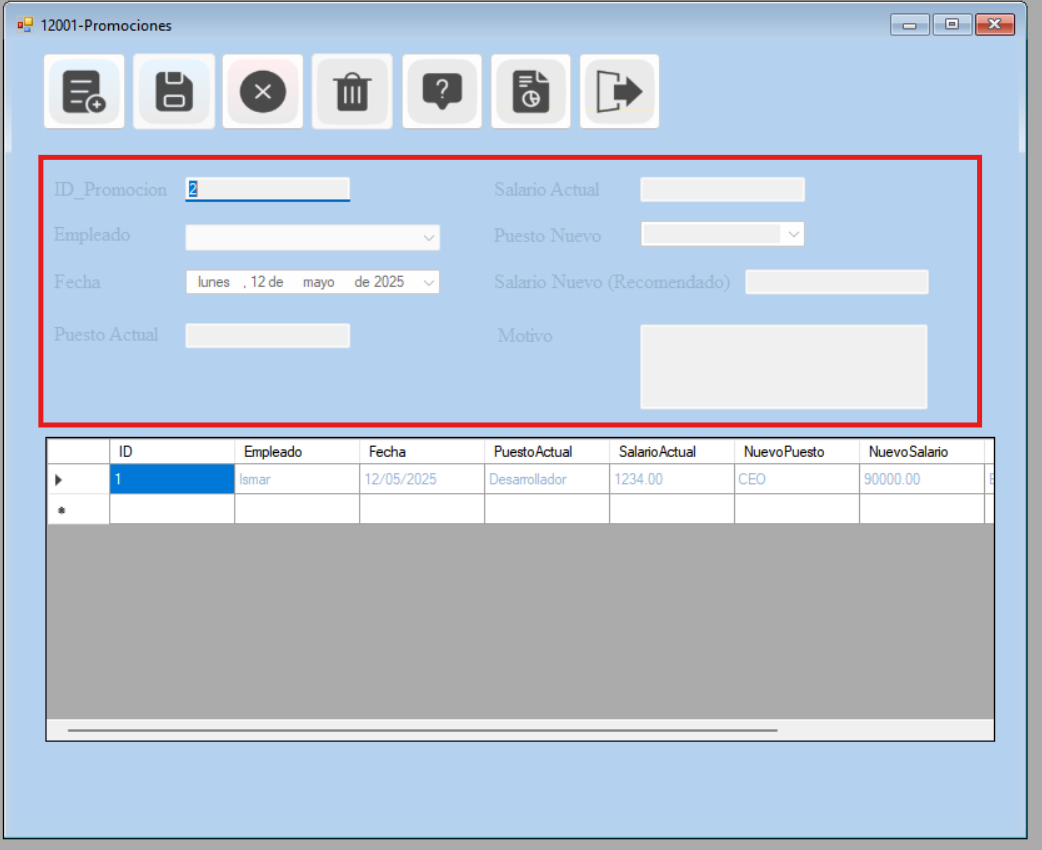 12001-Promociones
?
ID_Promocion 2
Salario Actual
Empleado
Puesto Nuevo
Fecha lunes , 12 de mayo de 2025
Salario Nuevo (Recomendado)
Puesto Actual
Motivo
ID Empleado Fecha PuestoActual SalarioActual NuevoPuesto NuevoSalario
1 Ismar 12/05/2025 Desarrollador 1234.00 CEO 90000.00